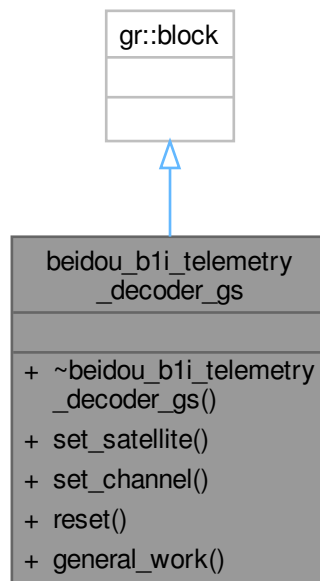 gr::block
beidou_b1i_telemetry
_decoder_gs
+ ~beidou_b1i_telemetry
_decoder_gs()
+ set_satellite()
+ set_channel()
+ reset()
+ general_work()